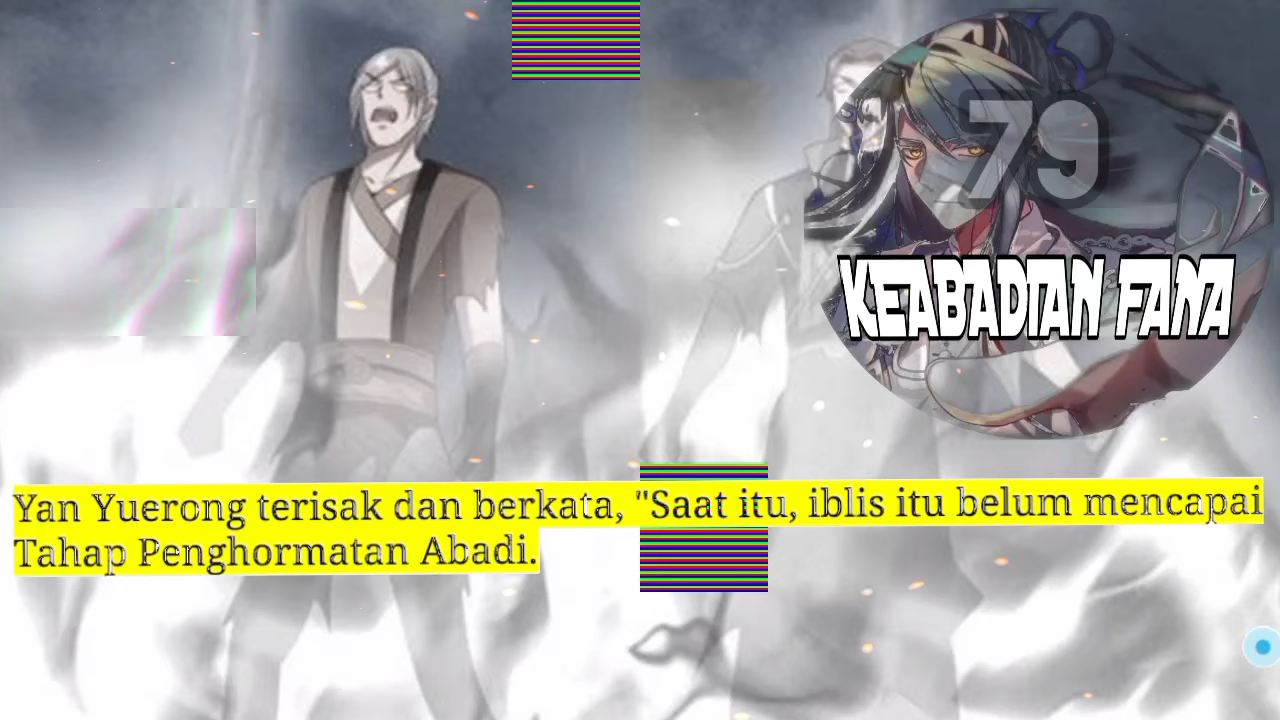 79
KEABADIAN FANA
Yan Yuerong terisak dan berkata, "Saat itu, iblis itu belum mencapai
Tahap Penghormatan Abadi.